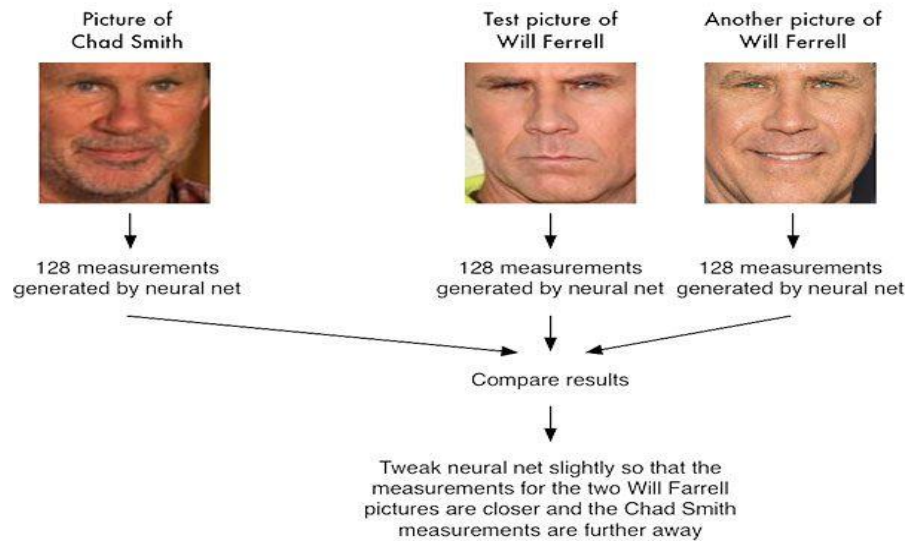 Picture of
Chad Smith
Test picture of
Will Ferrell
Another picture of
Will Ferrell
128 measurements
generated by neural net
128 measurements
generated by neural net
128 measurements
generated by neural net
Compare results
Tweak neural net slightly so that the
measurements for the two Will Farrell
pictures are closer and the Chad Smith
measurements are further away